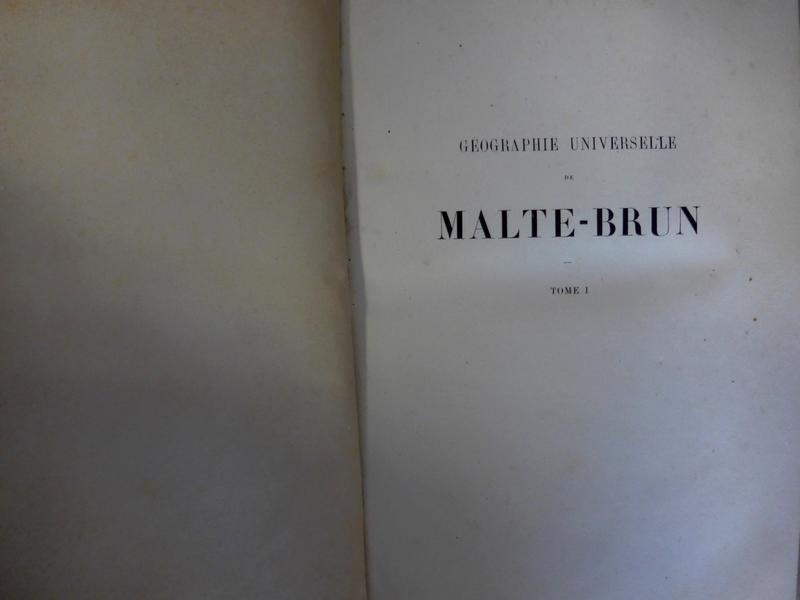 GÉOGRAPHIE UNIVERSELLE
DE
MALTE-BRUN
—
TOME I